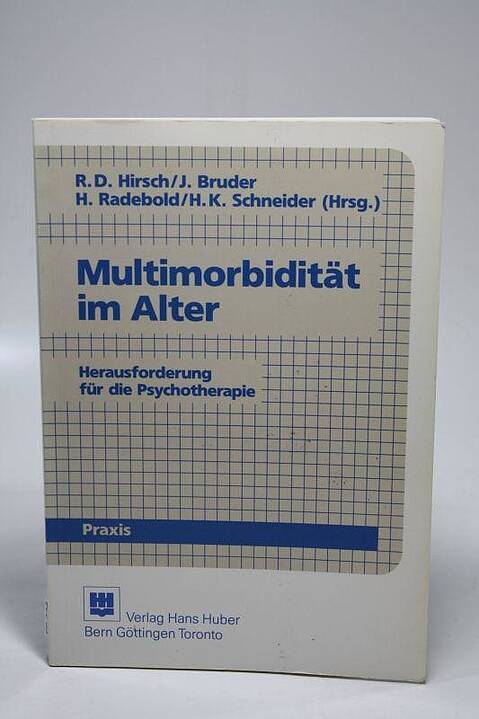 R.D. Hirsch/J. Bruder
H. Radebold/H.K. Schneider (Hrsg.)
Multimorbidität
im Alter
Herausforderung
für die Psychotherapie
Praxis
Verlag Hans Huber
Bern Göttingen Toronto